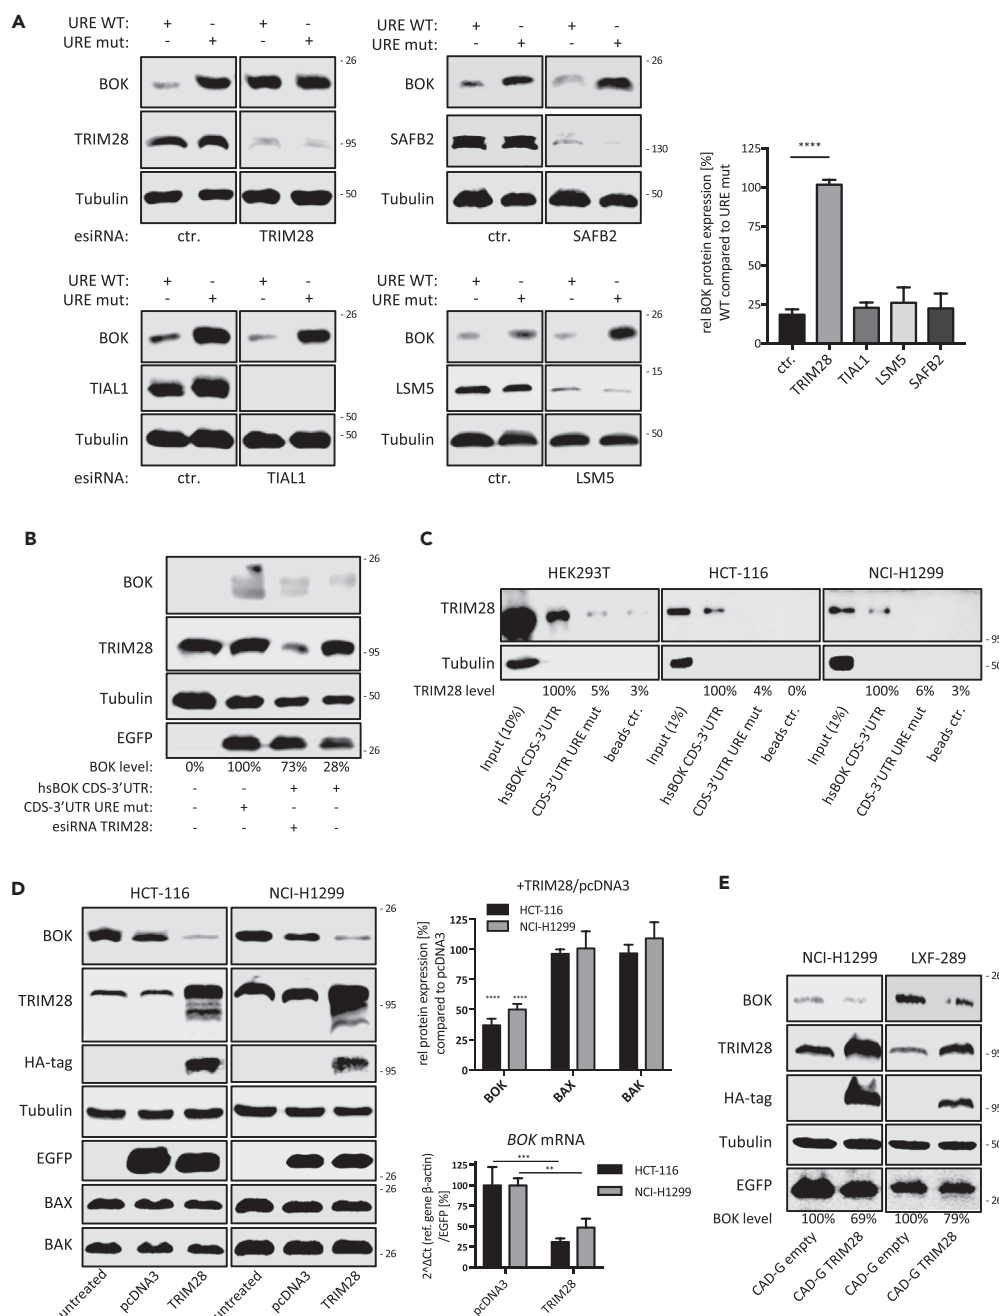 A
URE WT: + - + -
URE mut: - + - +
BOK - 26
TRIM28 - 95
Tubulin - 50
esiRNA: ctr. TRIM28
URE WT: + - + -
URE mut: - + - +
BOK - 26
SAFB2 - 130
Tubulin - 50
esiRNA: ctr. SAFB2
URE WT: + - + -
URE mut: - + - +
BOK - 26
TIAL1 - 50
Tubulin - 50
esiRNA: ctr. TIAL1
URE WT: + - + -
URE mut: - + - +
BOK - 26
LSM5 - 15
Tubulin - 50
esiRNA: ctr. LSM5
rel BOK protein expression [%]
WT compared to URE mut
125
100
75
50
25
0
****
ctr. TRIM28 TIAL1 LSM5 SAFB2
B
BOK - 26
TRIM28 - 95
Tubulin - 50
EGFP - 26
BOK level: 0% 100% 73% 28%
hsBOK CDS-3'UTR: - - + +
CDS-3'UTR URE mut: - + - -
esiRNA TRIM28: - - + -
C
HEK293T HCT-116 NCI-H1299
TRIM28 - 95
Tubulin - 50
TRIM28 level 100% 5% 3% 100% 4% 0% 100% 6% 3%
Input (10%) hsBOK CDS-3'UTR CDS-3'UTR URE mut beads ctr. Input (1%) hsBOK CDS-3'UTR CDS-3'UTR URE mut beads ctr. Input (1%) hsBOK CDS-3'UTR CDS-3'UTR URE mut beads ctr.
D
HCT-116 NCI-H1299
BOK - 26
TRIM28 - 95
HA-tag - 95
Tubulin
EGFP - 26
BAX - 26
BAK - 26
untreated pcDNA3 TRIM28 untreated pcDNA3 TRIM28
+TRIM28/pcDNA3
HCT-116
NCI-H1299
rel protein expression [%]
compared to pcDNA3
125
100
75
50
25
0
**** ****
BOK BAX BAK
BOK mRNA
HCT-116
NCI-H1299
2^ΔCt (ref. gene β-actin)
/EGFP [%]
125
100
75
50
25
0
***
**
pcDNA3 TRIM28
E
NCI-H1299 LXF-289
BOK - 26
TRIM28 - 95
HA-tag - 95
Tubulin - 50
EGFP - 26
BOK level 100% 69% 100% 79%
CAD-G empty CAD-G TRIM28 CAD-G empty CAD-G TRIM28